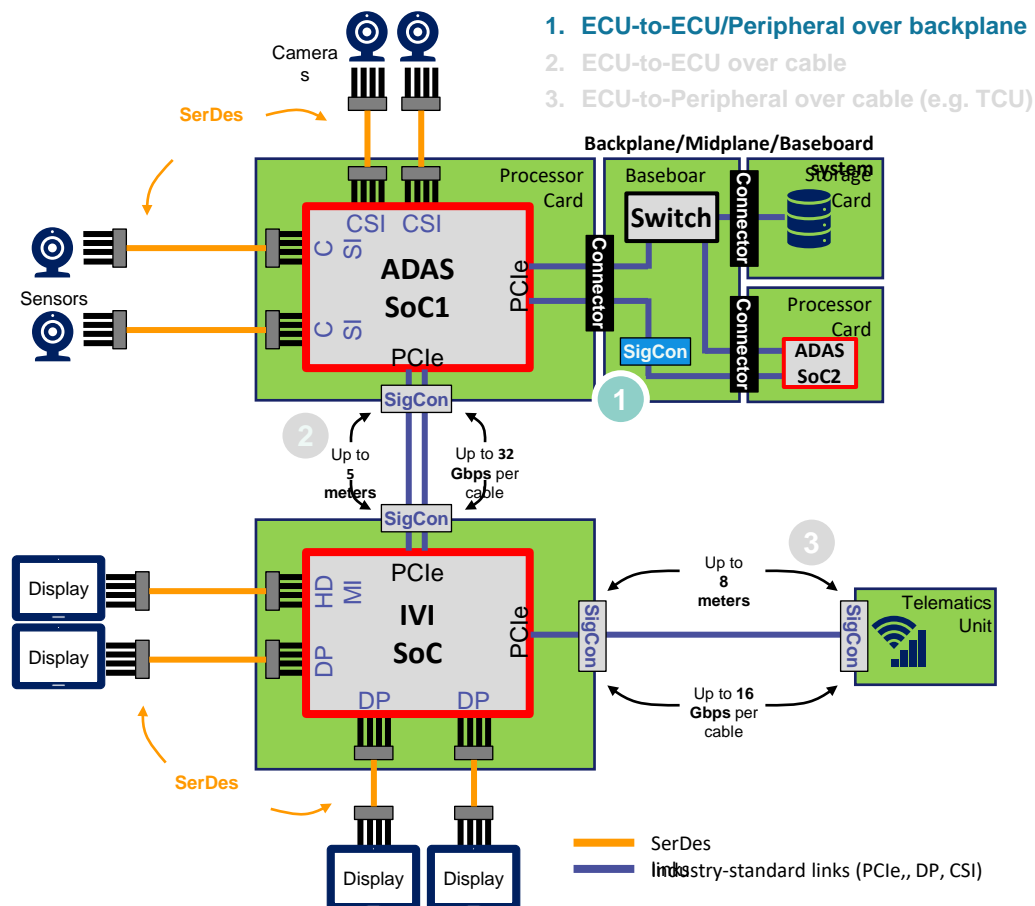 1. ECU-to-ECU/Peripheral over backplane
2. ECU-to-ECU over cable
3. ECU-to-Peripheral over cable (e.g. TCU)
Camera
s
SerDes
Backplane/Midplane/Baseboard
system
Processor
Card
Baseboar
Storage
Card
Connector
Switch
Connector
CSI
CSI
C
SI
ADAS
SoC1
PCIe
C
SI
PCIe
Sensors
SigCon
Connector
Processor
Card
ADAS
SoC2
1
SigCon
2
Up to
5
meters
Up to 32
Gbps per
cable
SigCon
3
PCIe
IVI
SoC
HD
MI
DP
PCIe
DP
DP
Display
Display
SigCon
Up to
8
meters
SigCon
Telematics
Unit
Up to 16
Gbps per
cable
SerDes
Display
Display
SerDes
links
Industry-standard links (PCIe,, DP, CSI)